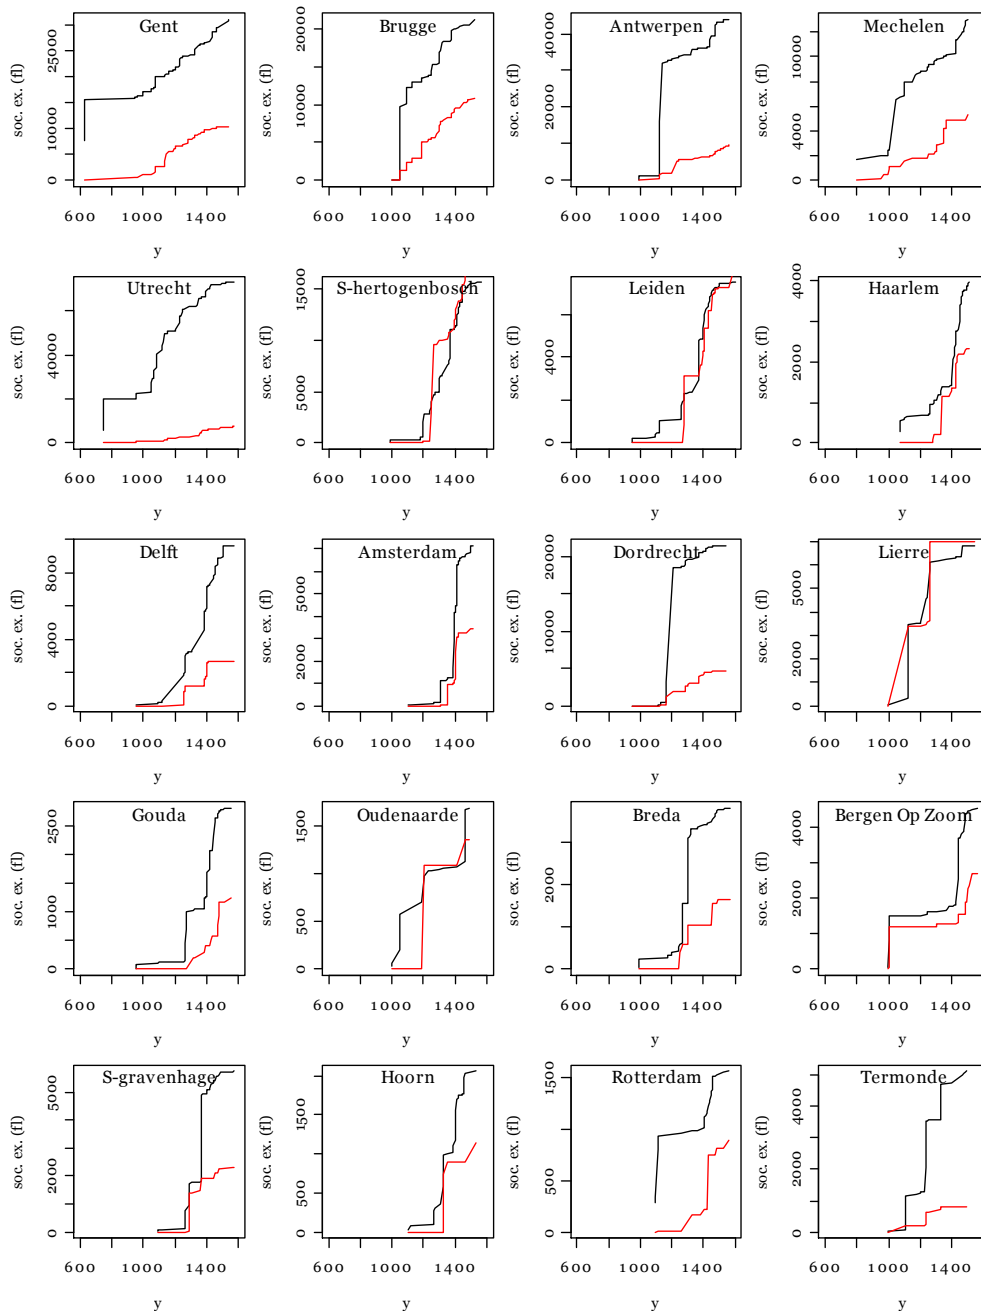 Gent
soc. ex. (fl)
0 10000 25000
600 1000 1400
y
Brugge
soc. ex. (fl)
0 10000 20000
600 1000 1400
y
Antwerpen
soc. ex. (fl)
0 20000 40000
600 1000 1400
y
Mechelen
soc. ex. (fl)
0 4000 10000
600 1000 1400
y
Utrecht
soc. ex. (fl)
0 40000
600 1000 1400
y
S-hertogenbosch
soc. ex. (fl)
0 5000 15000
600 1000 1400
y
Leiden
soc. ex. (fl)
0 4000
600 1000 1400
y
Haarlem
soc. ex. (fl)
0 2000 4000
600 1000 1400
y
Delft
soc. ex. (fl)
0 4000 8000
600 1000 1400
y
Amsterdam
soc. ex. (fl)
0 2000 5000
600 1000 1400
y
Dordrecht
soc. ex. (fl)
0 10000 20000
600 1000 1400
y
Lierre
soc. ex. (fl)
0 2000 5000
600 1000 1400
y
Gouda
soc. ex. (fl)
0 1000 2500
600 1000 1400
y
Oudenaarde
soc. ex. (fl)
0 500 1500
600 1000 1400
y
Breda
soc. ex. (fl)
0 2000
600 1000 1400
y
Bergen Op Zoom
soc. ex. (fl)
0 2000 4000
600 1000 1400
y
S-gravenhage
soc. ex. (fl)
0 2000 5000
600 1000 1400
y
Hoorn
soc. ex. (fl)
0 500 1500
600 1000 1400
y
Rotterdam
soc. ex. (fl)
0 500 1500
600 1000 1400
y
Termonde
soc. ex. (fl)
0 2000 4000
600 1000 1400
y